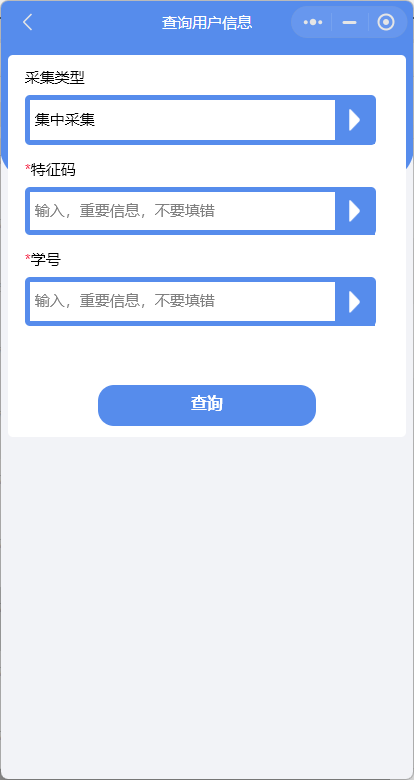 查询用户信息
采集类型
集中采集
*特征码
输入，重要信息，不要填错
*学号
输入，重要信息，不要填错
查询